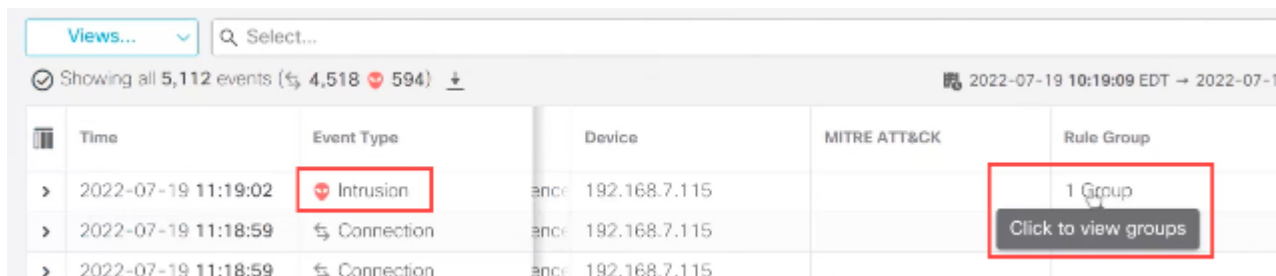 Views... Select...
Showing all 5,112 events (4,518 594) 2022-07-19 10:19:09 EDT → 2022-07-1
Time Event Type Device MITRE ATT&CK Rule Group
2022-07-19 11:19:02 Intrusion ence 192.168.7.115 1 Group
2022-07-19 11:18:59 Connection ence 192.168.7.115 Click to view groups
2022-07-19 11:18:59 Connection ence 192.168.7.115